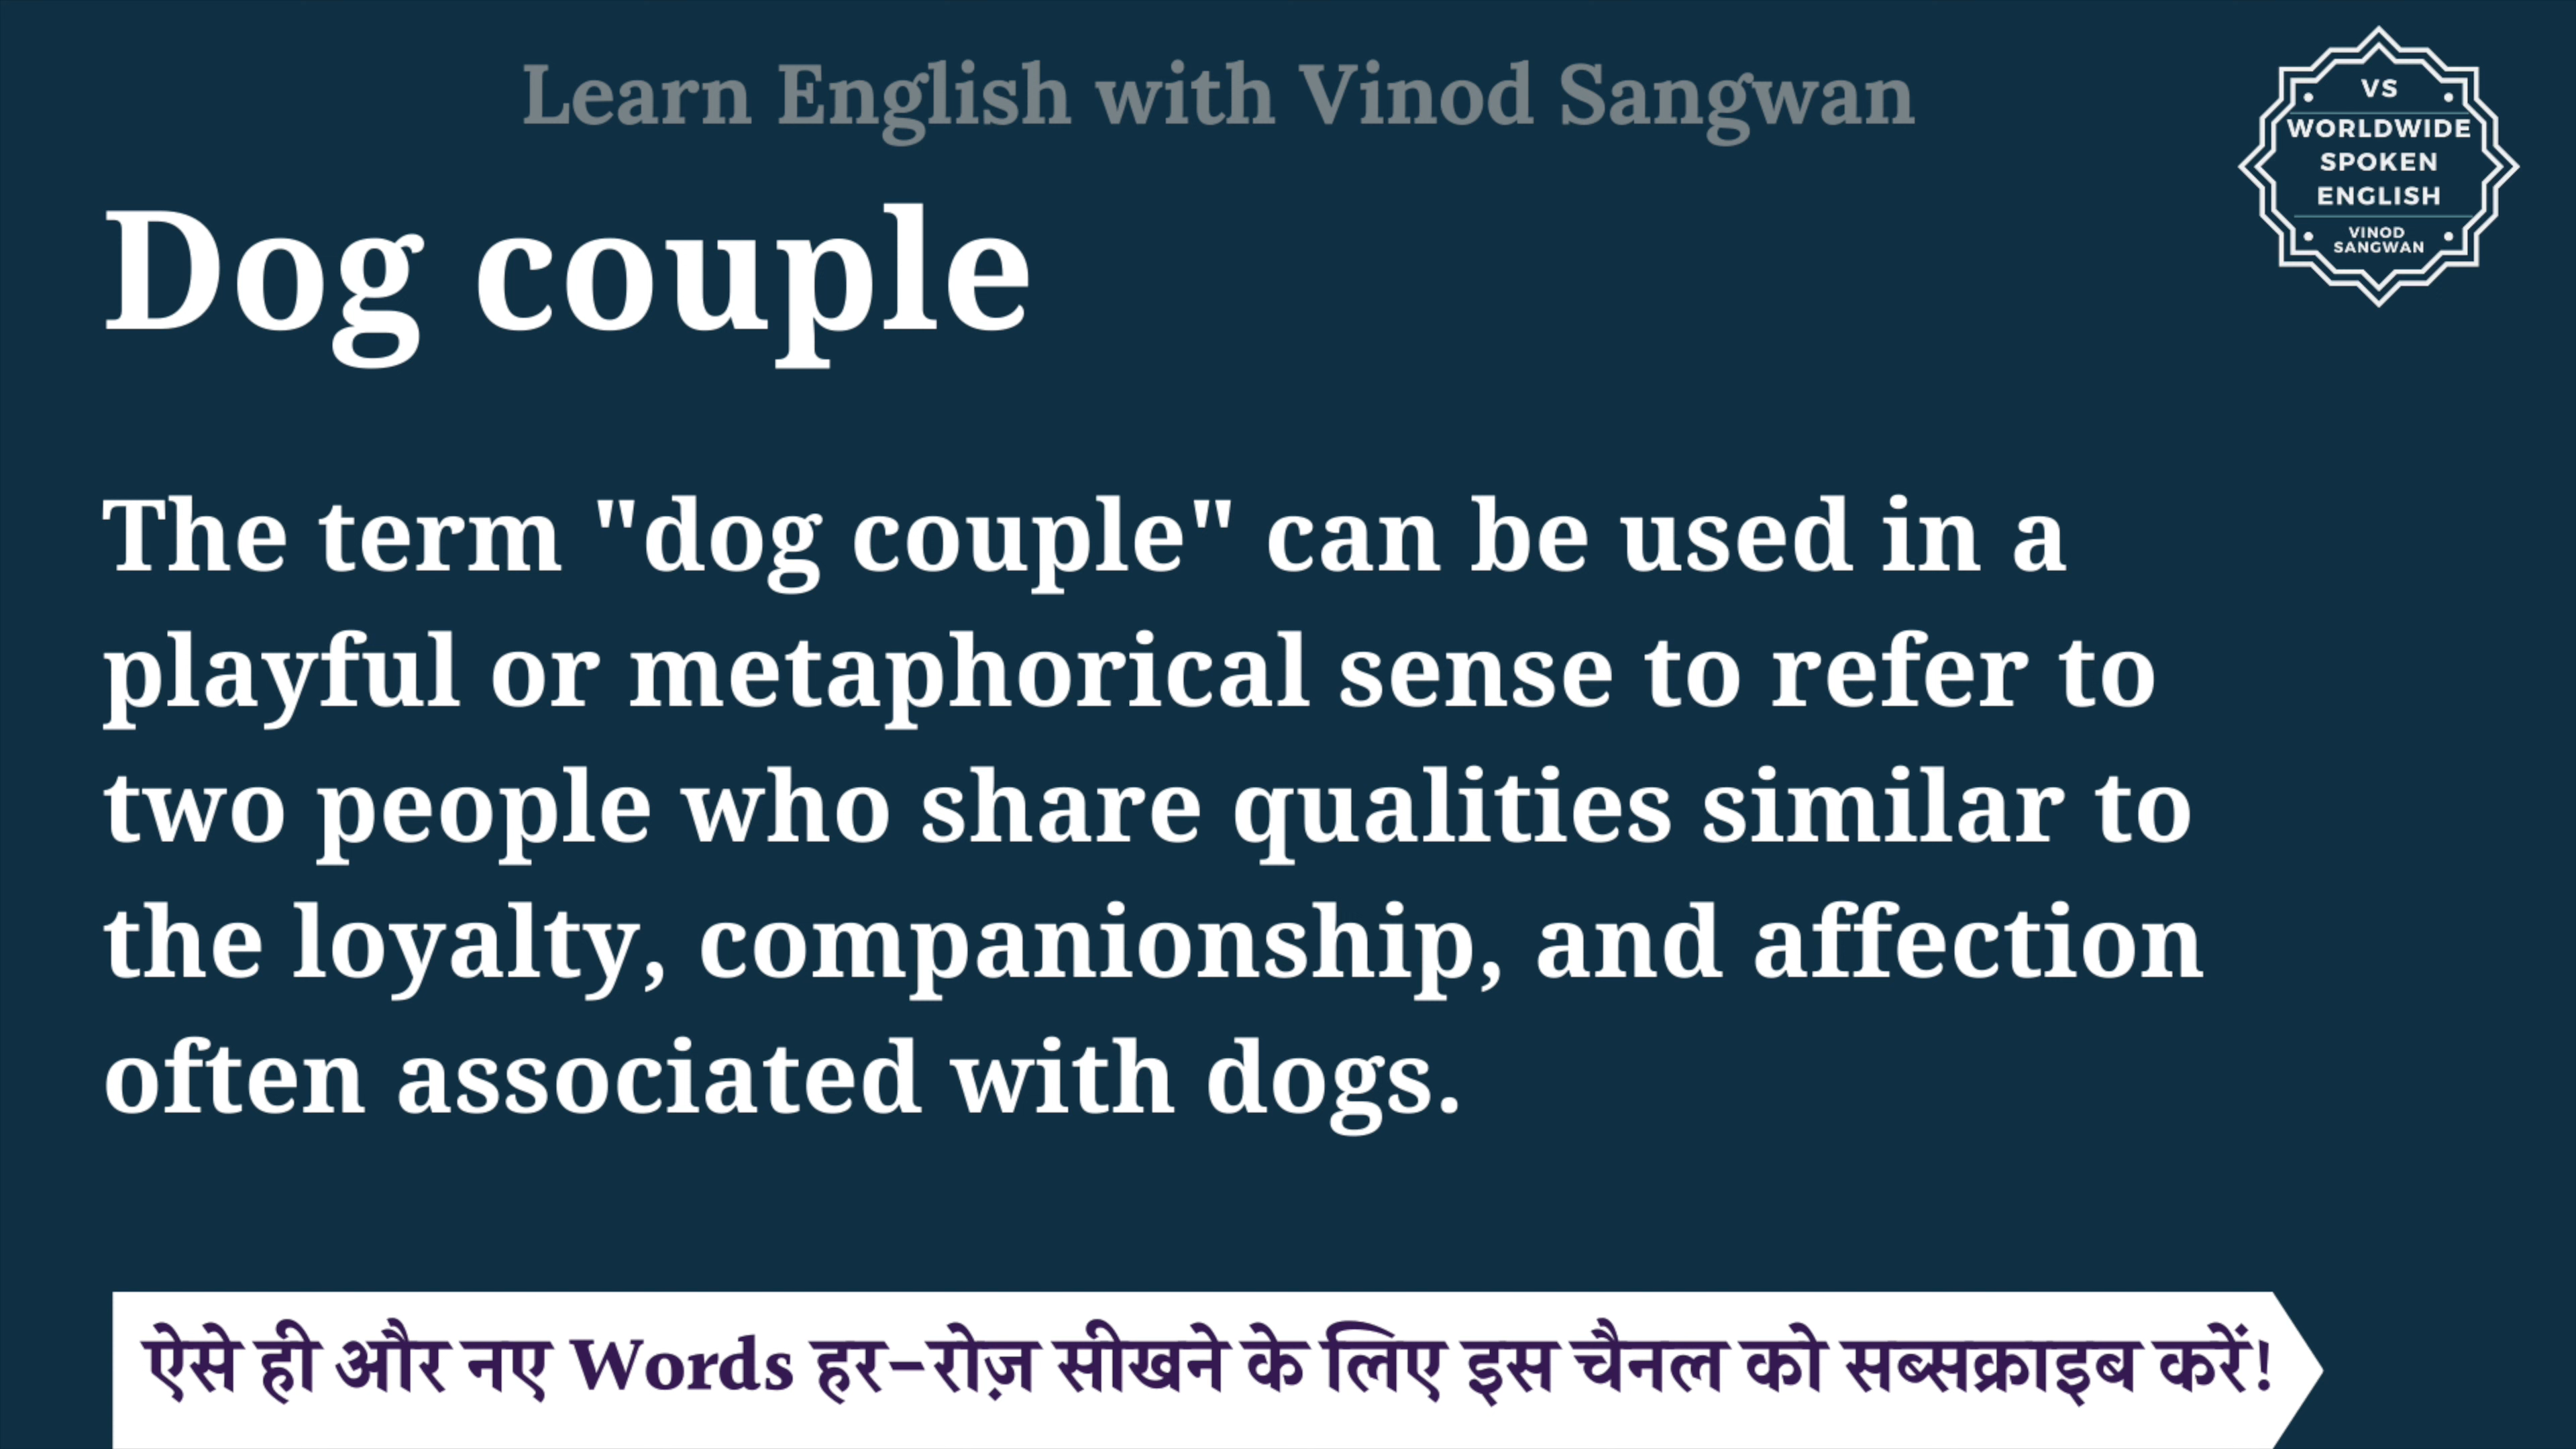 Learn English with Vinod Sangwan
VS
WORLDWIDE
SPOKEN
ENGLISH
VINOD
SANGWAN
Dog couple
The term "dog couple" can be used in a
playful or metaphorical sense to refer to
two people who share qualities similar to
the loyalty, companionship, and affection
often associated with dogs.
ऐसे ही और नए Words हर-रोज़ सीखने के लिए इस चैनल को सब्सक्राइब करें!